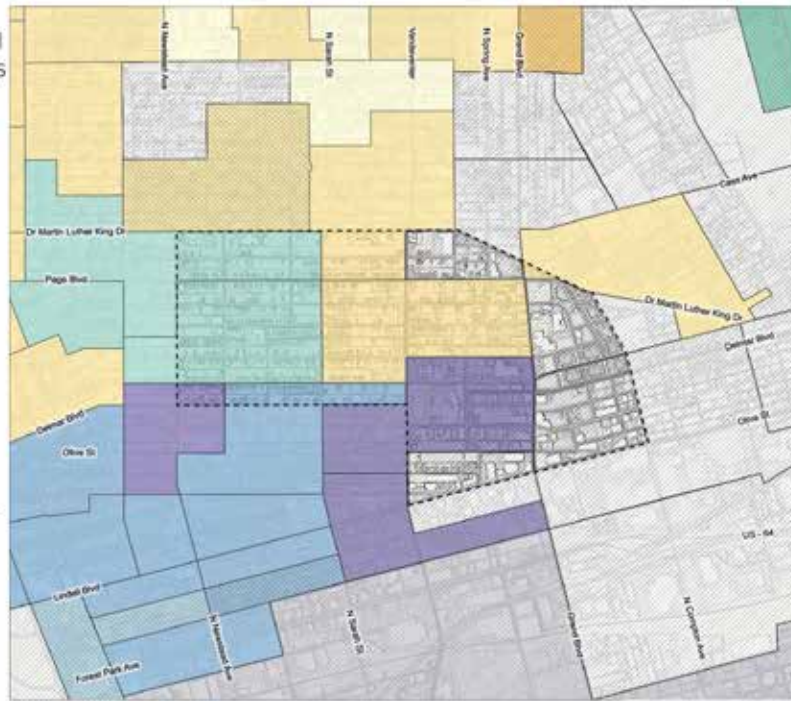 N Newstead Ave
N Sarah St
Vandeventer
N Spring Ave
Grand Blvd
Cass Ave
Dr Martin Luther King Dr
Page Blvd
Dr Martin Luther King Dr
Delmar Blvd
Delmar Blvd
Olive St
Olive St
US - 64
Lindell Blvd
N Newstead Ave
N Sarah St
Grand Blvd
N Compton Ave
Forest Park Ave